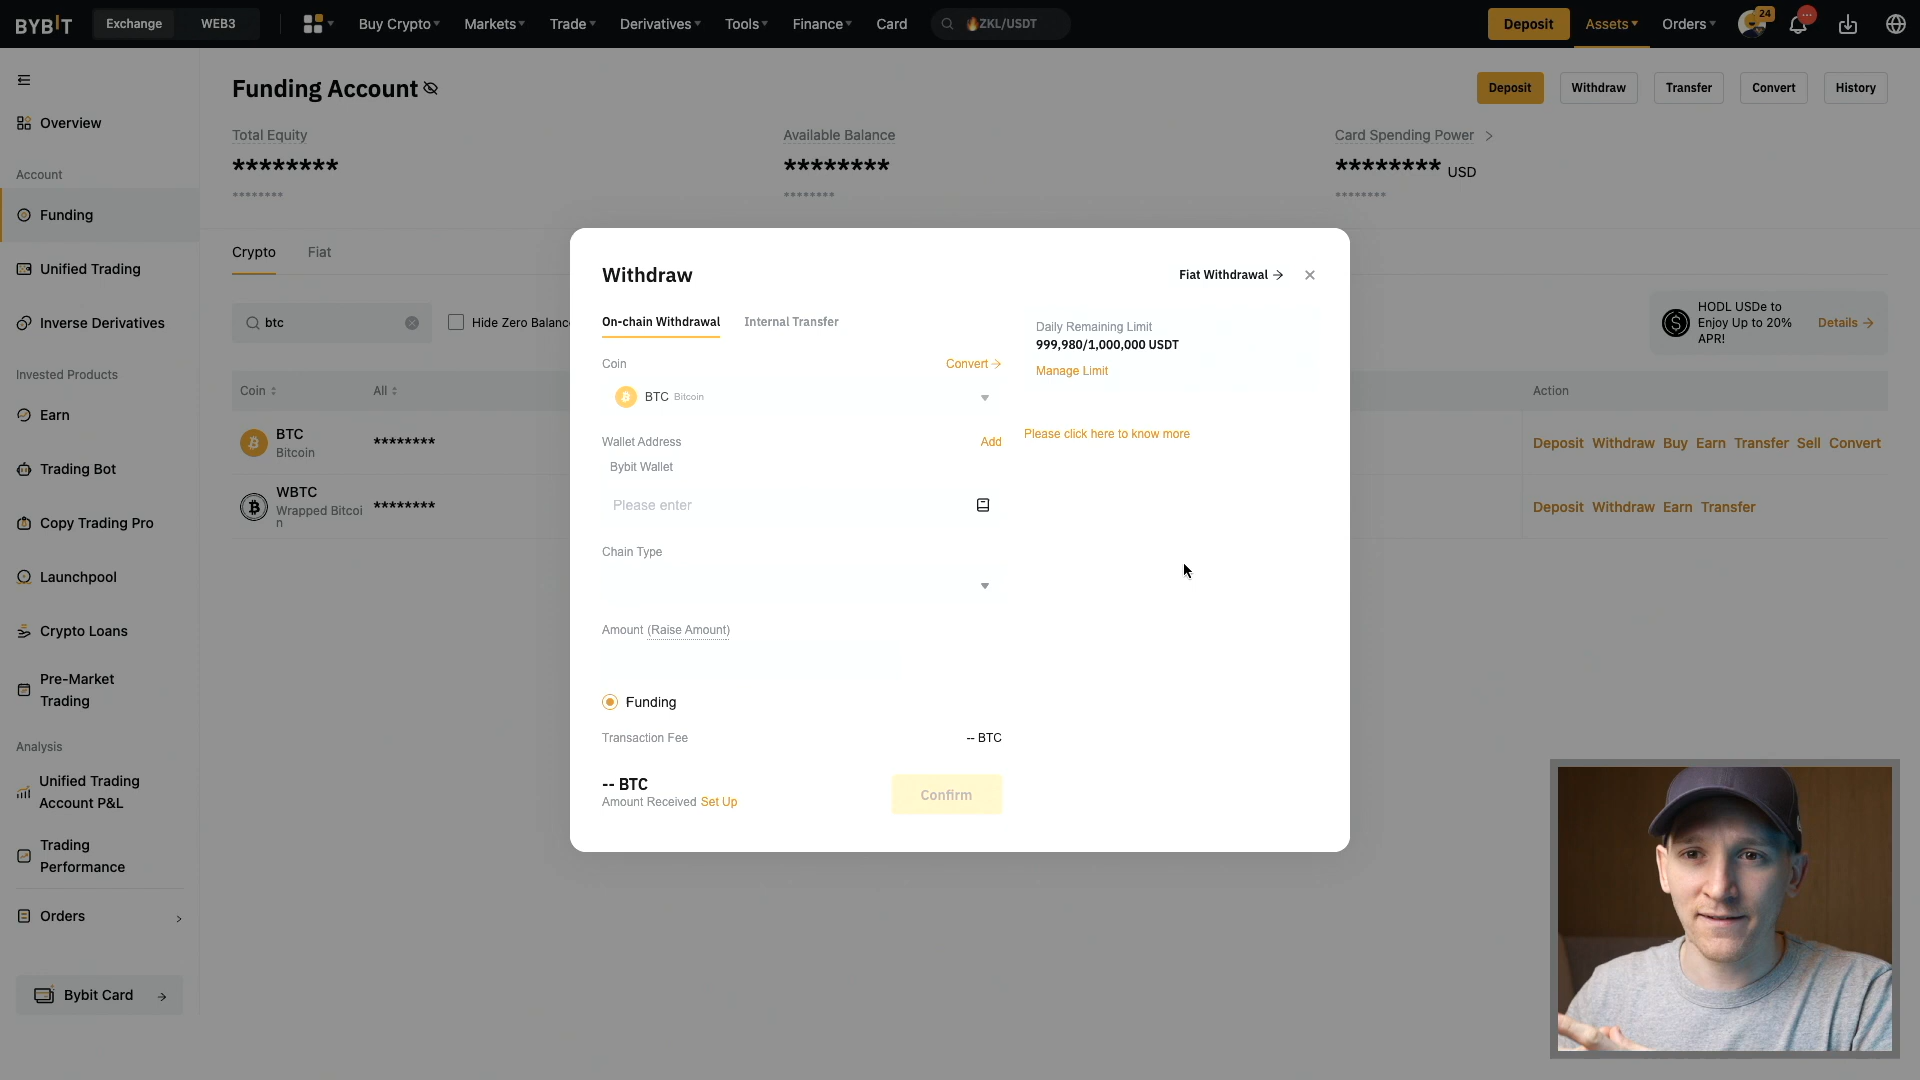 BYBIT
Exchange
WEB3
Buy Crypto
Markets
Trade
Derivatives
Tools
Finance
Card
ZKL/USDT
Deposit
Assets
24
Orders
Funding Account
Deposit
Withdraw
Transfer
Convert
History
Overview
Total Equity
Available Balance
Card Spending Power
********
********
******** USD
********
********
********
Account
Funding
Unified Trading
Inverse Derivatives
Invested Products
Earn
Trading Bot
Copy Trading Pro
Launchpool
Crypto Loans
Pre-Market
Trading
Analysis
Unified Trading
Account P&L
Trading
Performance
Orders
Bybit Card
Crypto
Fiat
btc
Hide Zero Balanc
HODL USDe to
Enjoy Up to 20%
APR!
Details
Coin
All
Action
BTC
Bitcoin
********
Deposit Withdraw Buy Earn Transfer Sell Convert
WBTC
Wrapped Bitcoi
n
********
Deposit Withdraw Earn Transfer
Withdraw
Fiat Withdrawal
On-chain Withdrawal
Internal Transfer
Daily Remaining Limit
999,980/1,000,000 USDT
Manage Limit
Coin
Convert
BTC Bitcoin
Please click here to know more
Wallet Address
Add
Bybit Wallet
Please enter
Chain Type
Amount (Raise Amount)
Funding
Transaction Fee
-- BTC
-- BTC
Amount Received Set Up
Confirm